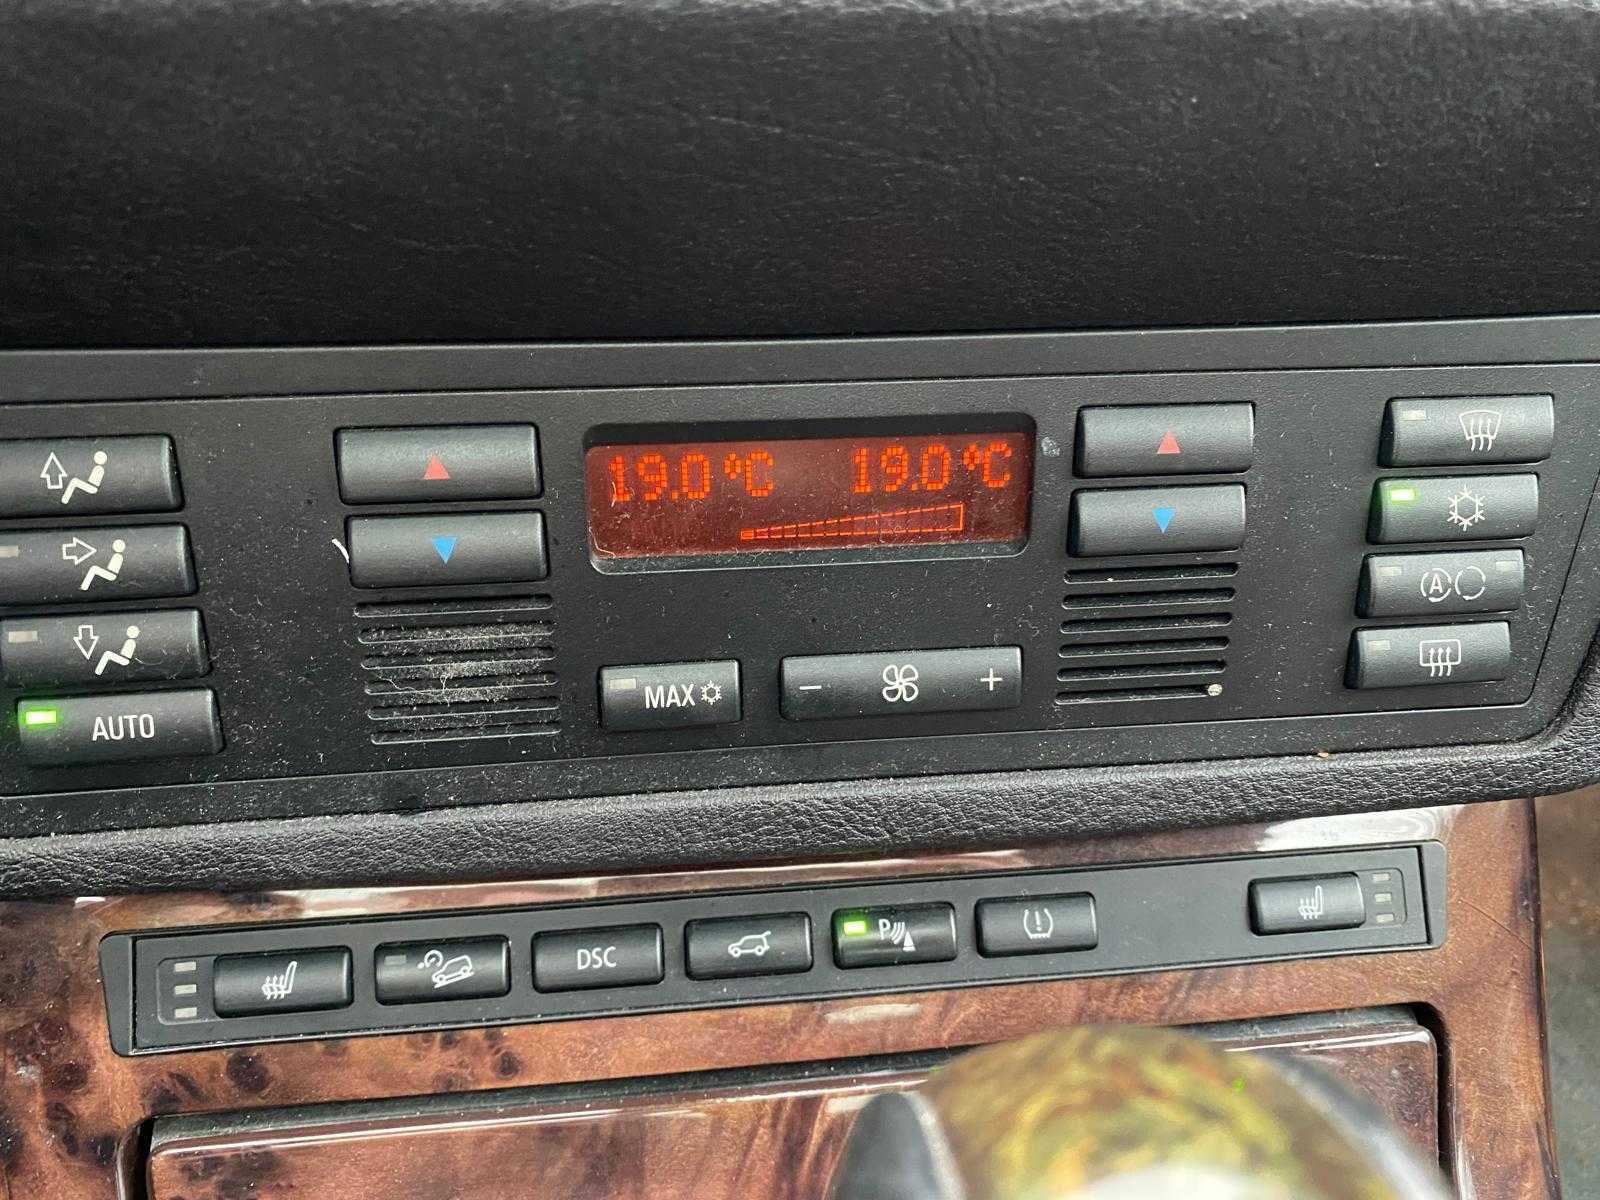 19.0°C 19.0°C
MAX
- +
A
AUTO
DSC
P